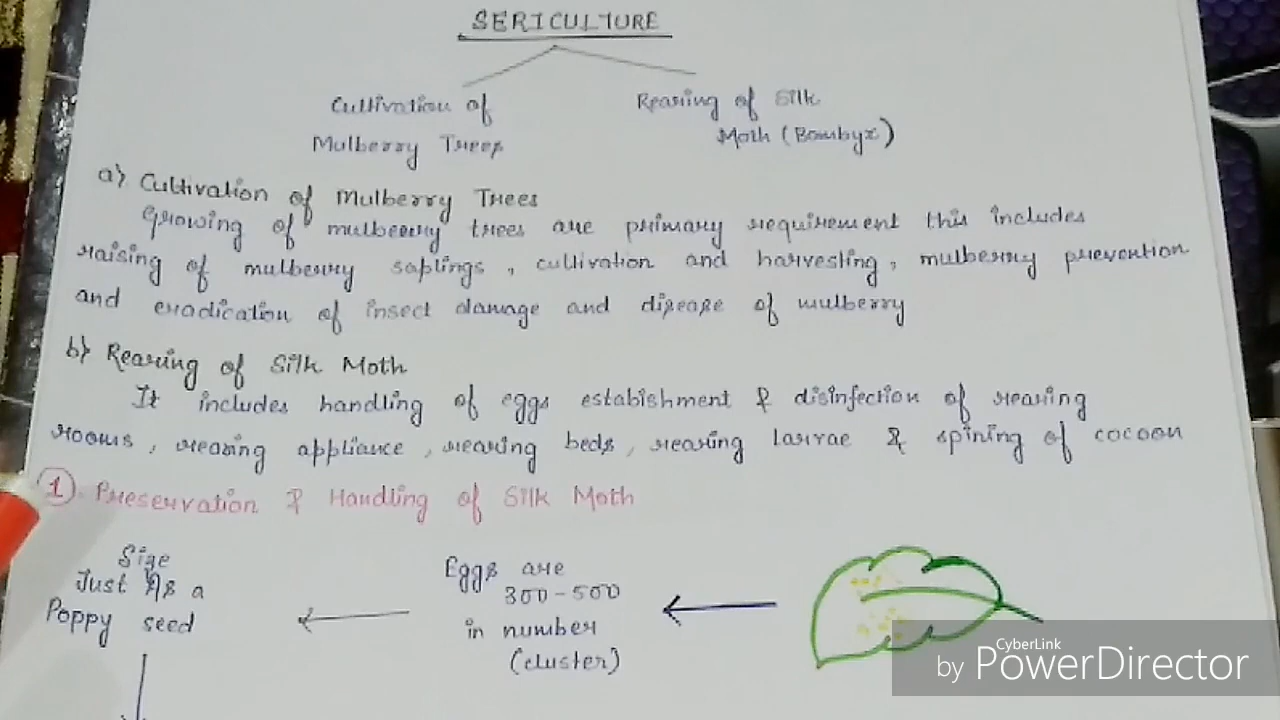 SERICULTURE
Cultivation of
Mulberry Trees
Rearing of Silk
Moth (Bombyx)
a) Cultivation of Mulberry Trees
Growing of mulbeery trees are primary requirement this includes
raising of mulberry saplings , cultivation and harvesting , mulberry prevention
and eradication of insect damage and disease of mulberry
b) Rearing of Silk Moth
It includes handling of eggs estabishment & disinfection of rearing
rooms , rearing appliance , rearing beds , rearing larvae & spining of cocoon
1) Preservation & Handling of Silk Moth
Size
Just As a
Poppy seed
Eggs are
300-500
in number
(cluster)
CyberLink
by PowerDirector